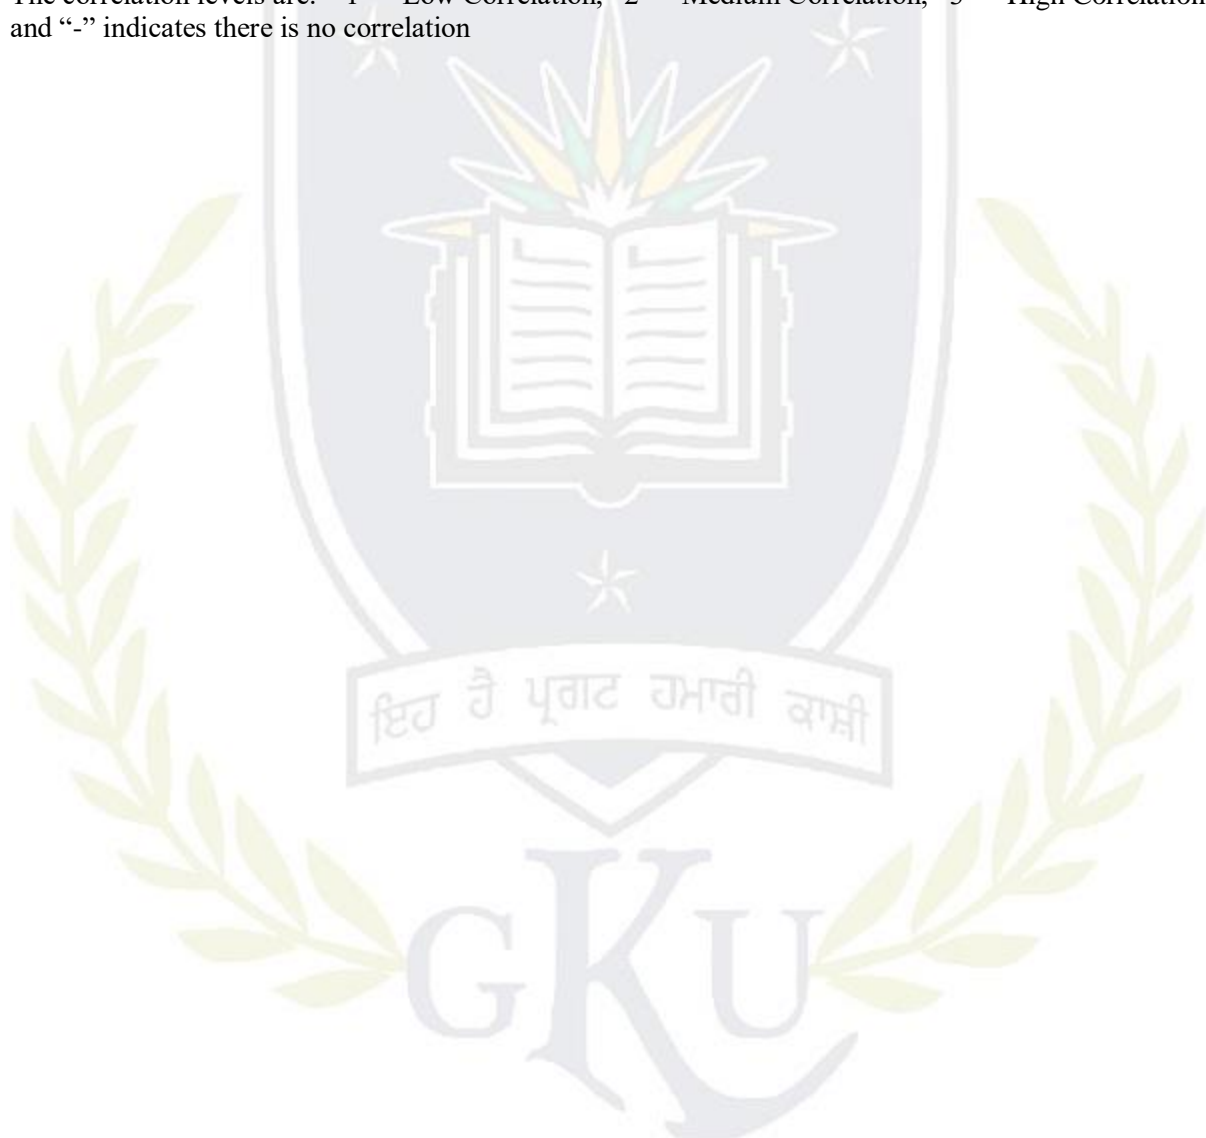 The correlation levels are: “1” – Low Correlation, “2” – Medium Correlation, “3” – High Correlation
and “-” indicates there is no correlation
ਇਹ ਹੈ ਪ੍ਰਗਟ ਹਮਾਰੀ ਕਾਸ਼ੀ
GKU